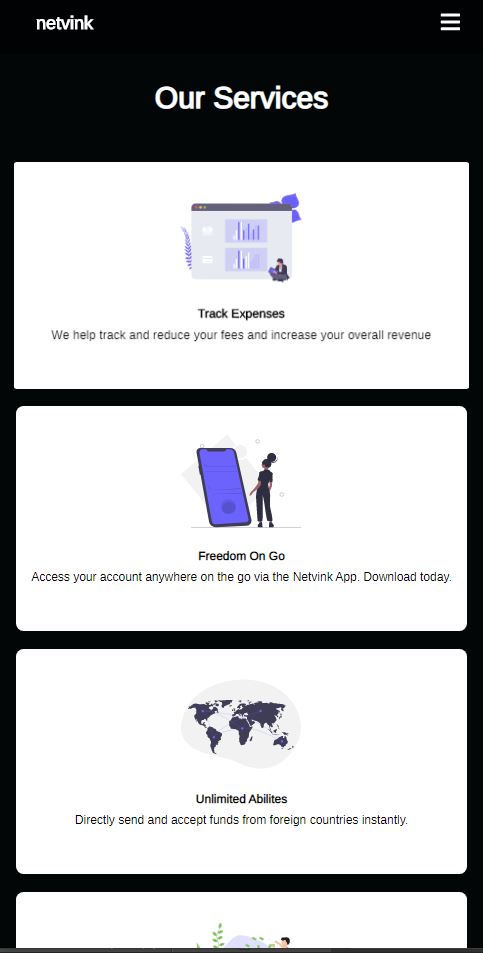 netvink
Our Services
Track Expenses
We help track and reduce your fees and increase your overall revenue
Freedom On Go
Access your account anywhere on the go via the Netvink App. Download today.
Unlimited Abilites
Directly send and accept funds from foreign countries instantly.